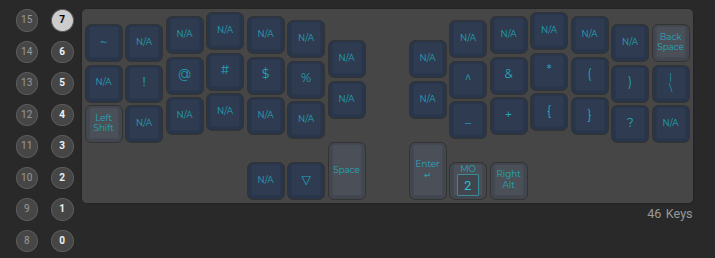 15 7
14 6
13 5
12 4
11 3
10 2
9 1
8 0
~ N/A N/A N/A N/A N/A N/A N/A N/A N/A N/A N/A N/A Back
Space
N/A ! @ # $ % N/A N/A ^ & * ( ) |
\
Left
Shift N/A N/A N/A N/A N/A _ + { } ? N/A
N/A ▽ Space Enter
↵
MO
2
Right
Alt
46 Keys